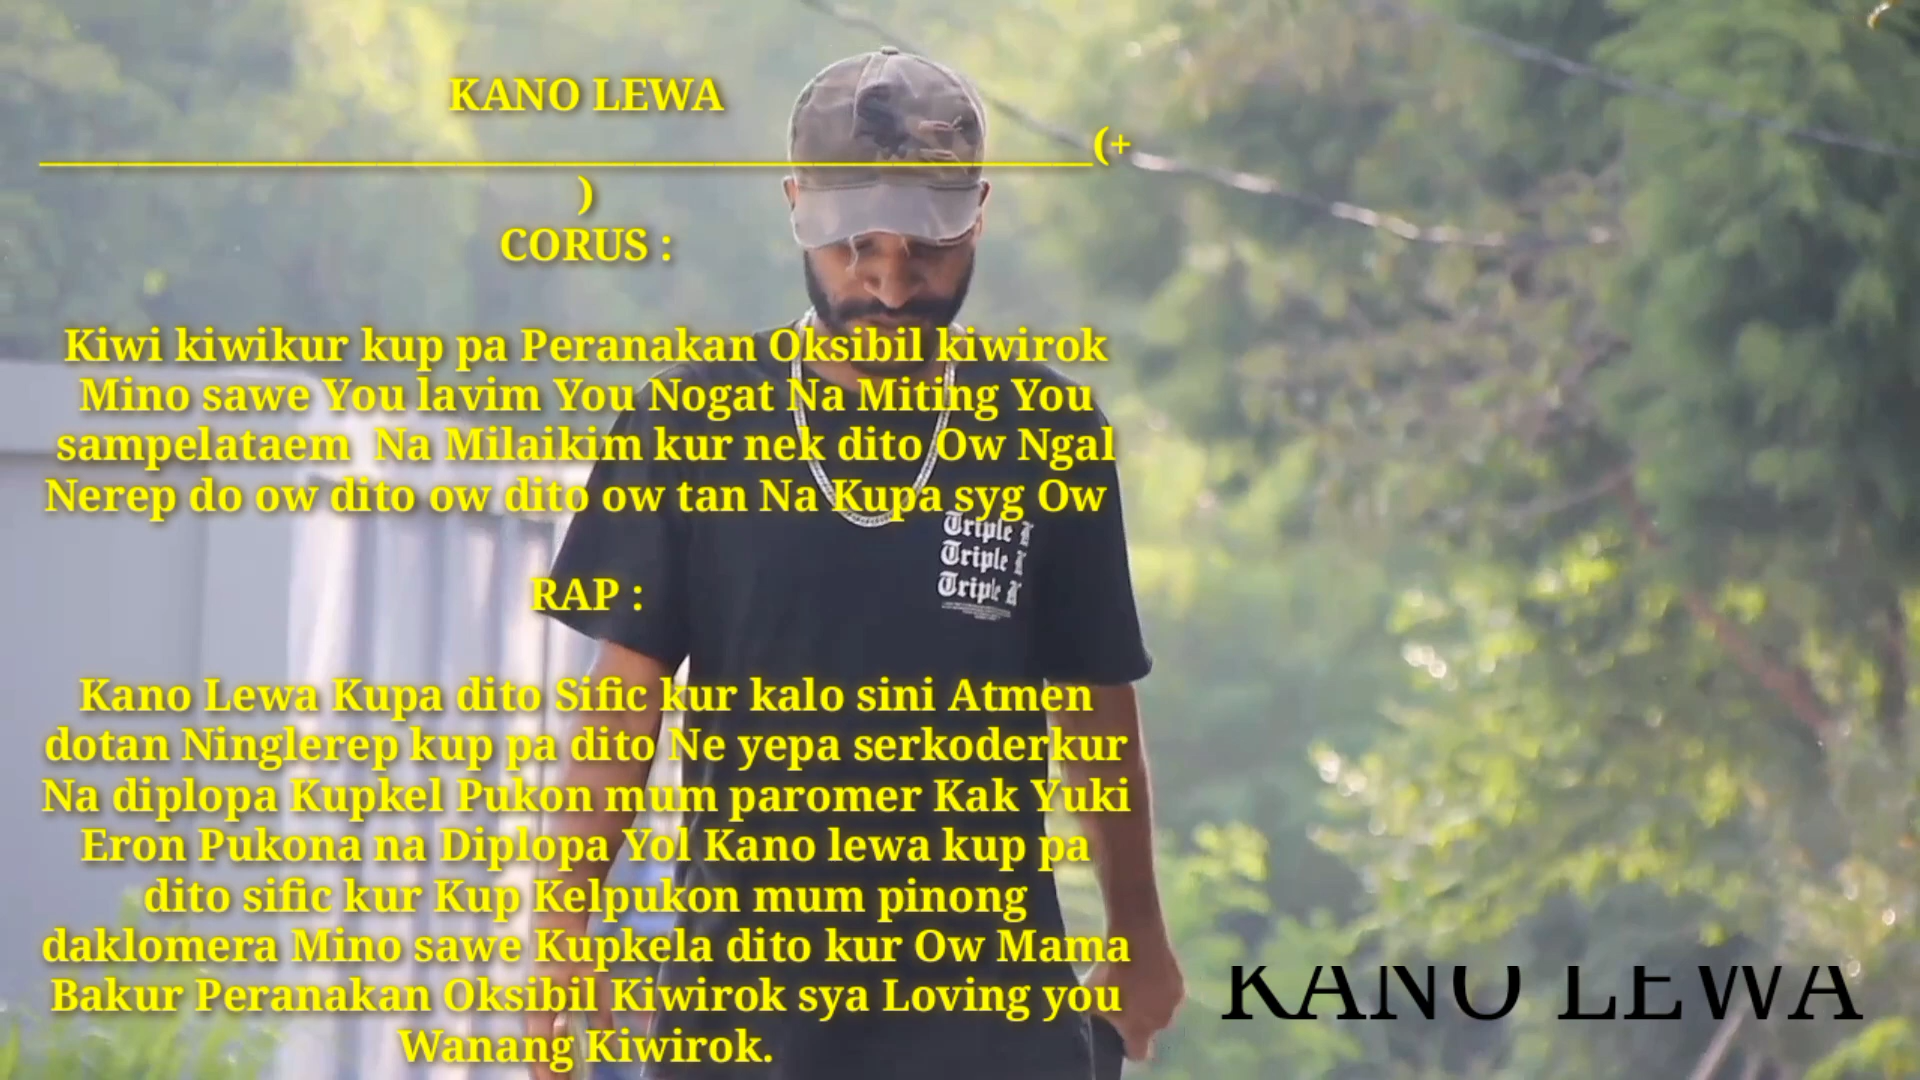 KANO LEWA
(+
)
CORUS :
Kiwi kiwikur kup pa Peranakan Oksibil kiwirok
Mino sawe You lavim You Nogat Na Miting You
sampelataem Na Milaikim kur nek dito Ow Ngal
Nerep do ow dito ow dito ow tan Na Kupa syg Ow
Triple
Triple
Triple
RAP :
Kano Lewa Kupa dito Sific kur kalo sini Atmen
dotan Ninglerep kup pa dito Ne yepa serkoderkur
Na diplopa Kupkel Pukon mum paromer Kak Yuki
Eron Pukona na Diplopa Yol Kano lewa kup pa
dito sific kur Kup Kelpukon mum pinong
daklomera Mino sawe Kupkela dito kur Ow Mama
Bakur Peranakan Oksibil Kiwirok sya Loving you
Wanang Kiwirok.
KANO LEWA